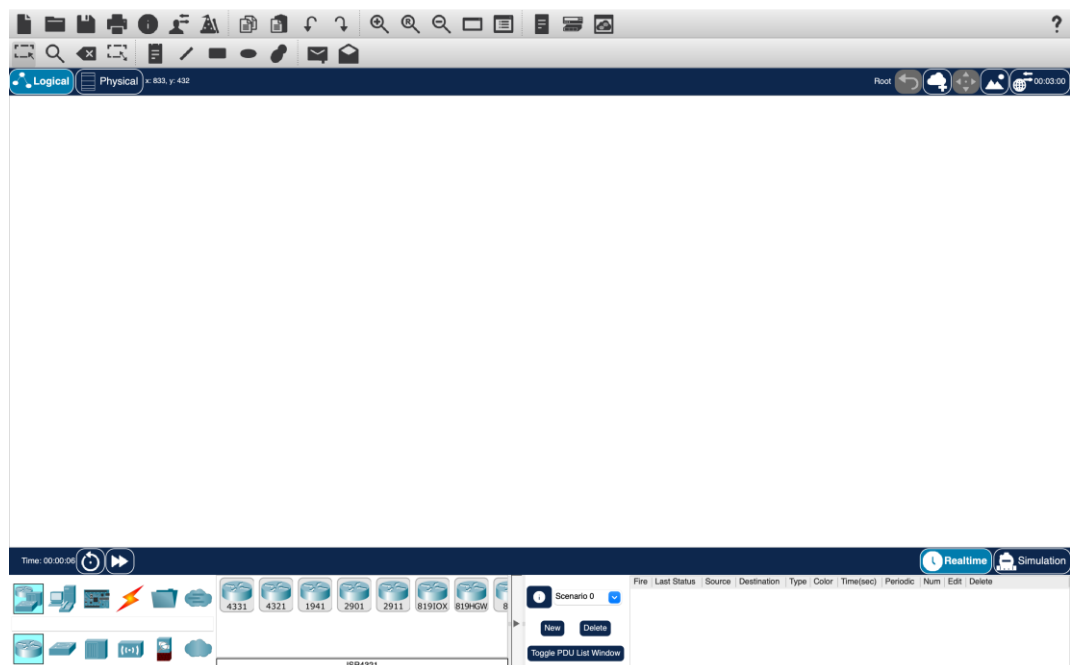 ?
Logical Physical x: 833, y: 432 Root 00:03:00
Time: 00:00:06 Realtime Simulation
Fire Last Status Source Destination Type Color Time(sec) Periodic Num Edit Delete
4331 4321 1941 2901 2911 819IOX 819HGW 8
Scenario 0
New Delete
Toggle PDU List Window